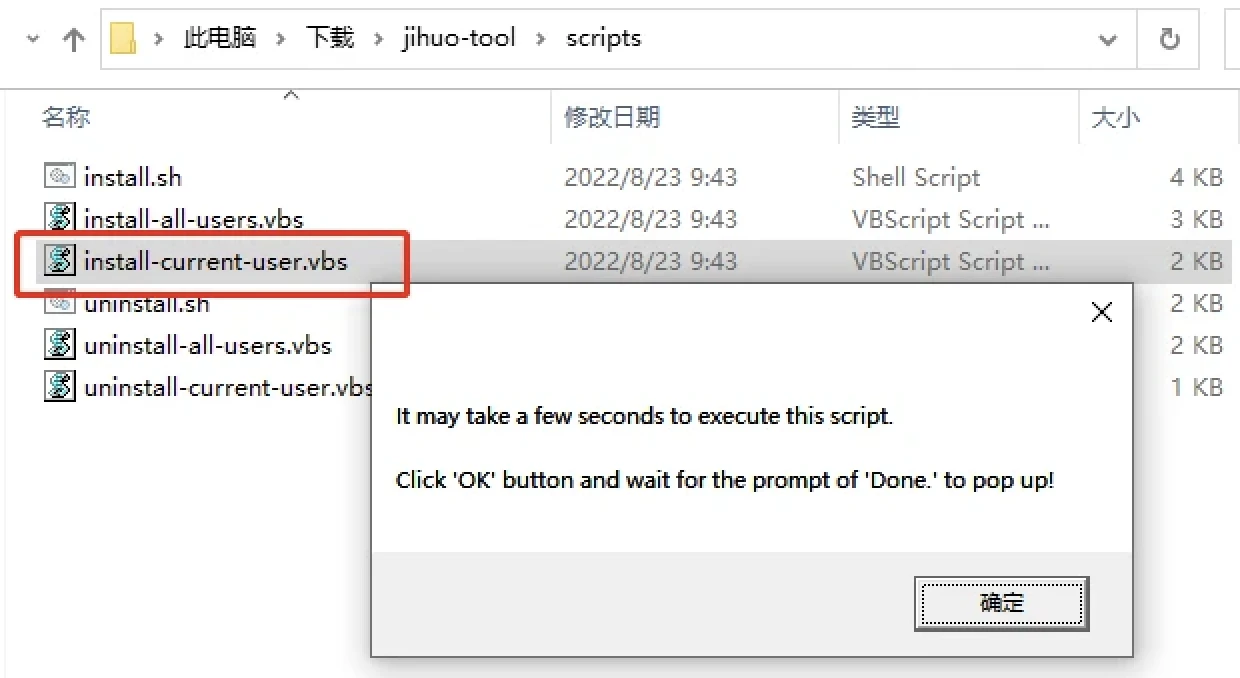 此电脑 下载 jihuo-tool scripts
名称 修改日期 类型 大小
install.sh 2022/8/23 9:43 Shell Script 4 KB
install-all-users.vbs 2022/8/23 9:43 VBScript Script ... 3 KB
install-current-user.vbs 2022/8/23 9:43 VBScript Script ... 2 KB
uninstall.sh 2 KB
uninstall-all-users.vbs 2 KB
uninstall-current-user.vbs 1 KB
It may take a few seconds to execute this script.
Click 'OK' button and wait for the prompt of 'Done.' to pop up!
确定